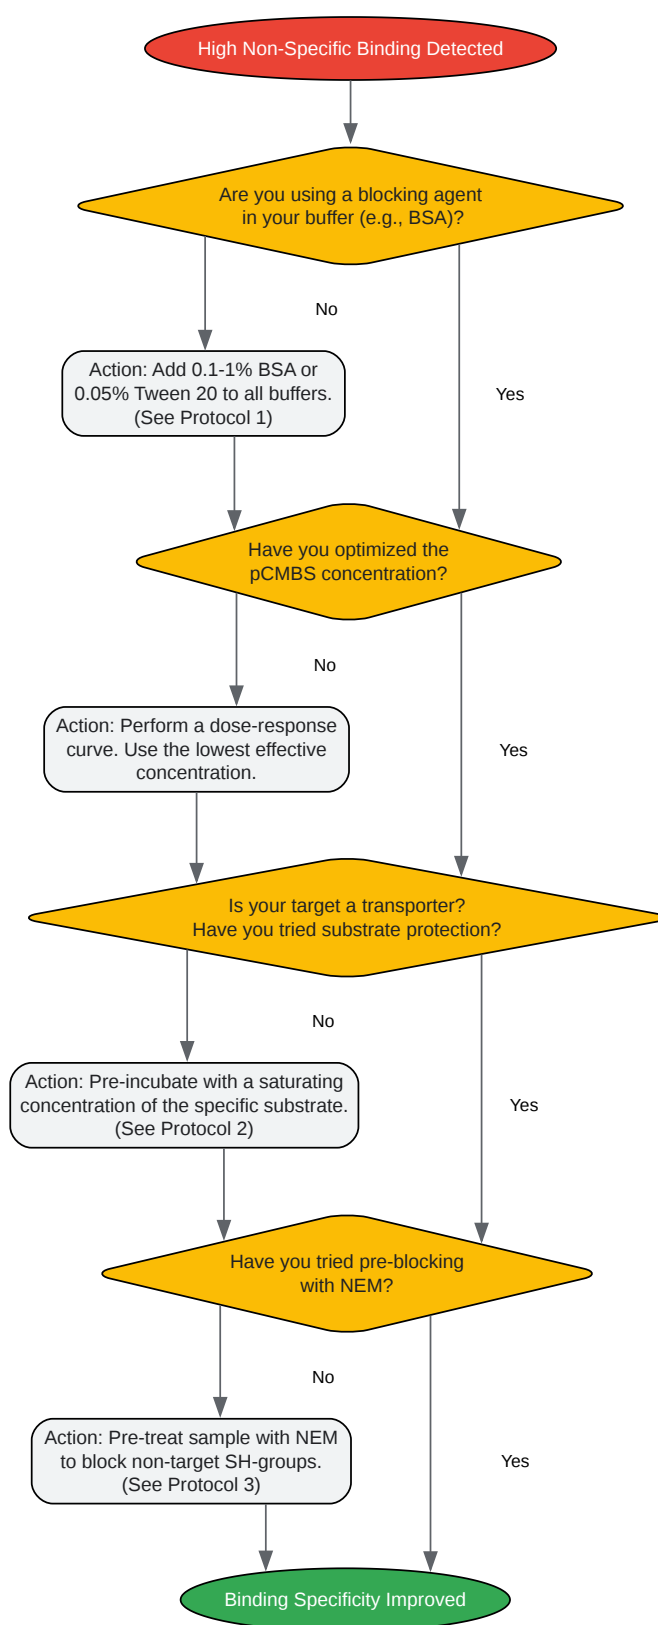 High Non-Specific Binding Detected
Are you using a blocking agent
in your buffer (e.g., BSA)?
No
Action: Add 0.1-1% BSA or
0.05% Tween 20 to all buffers.
(See Protocol 1)
Yes
Have you optimized the
pCMBS concentration?
No
Action: Perform a dose-response
curve. Use the lowest effective
concentration.
Yes
Is your target a transporter?
Have you tried substrate protection?
No
Action: Pre-incubate with a saturating
concentration of the specific substrate.
(See Protocol 2)
Yes
Have you tried pre-blocking
with NEM?
No
Action: Pre-treat sample with NEM
to block non-target SH-groups.
(See Protocol 3)
Yes
Binding Specificity Improved